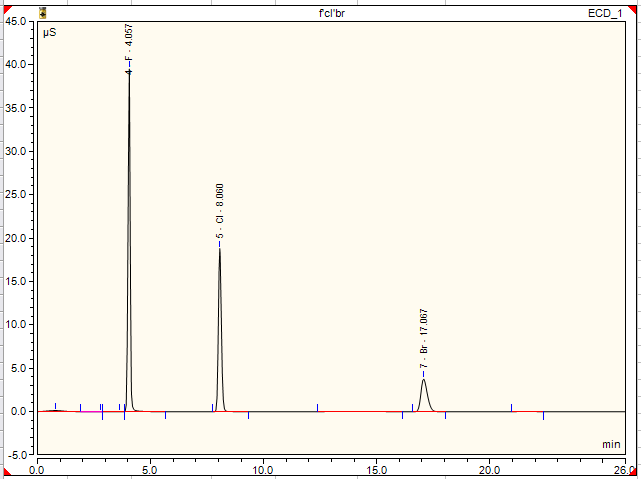 f'cl'br
ECD_1
45.0
µS
40.0
35.0
30.0
25.0
20.0
15.0
10.0
5.0
0.0
-5.0
4 - F - 4.067
5 - Cl - 8.060
7 - Br - 17.067
min
0.0
5.0
10.0
15.0
20.0
26.0